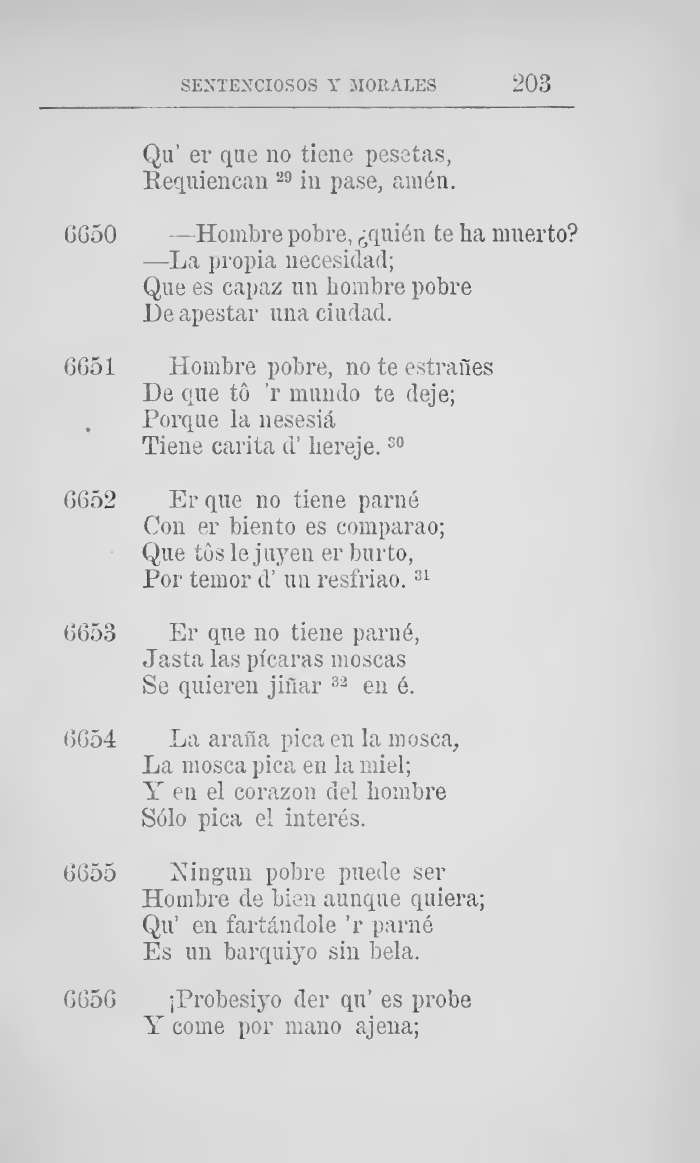 SENTENCIOSOS Y MORALES 203
Qu' er que no tiene pesetas,
Requiencan ²⁹ in pase, amén.
6650 —Hombre pobre, ¿quién te ha muerto?
—La propia necesidad;
Que es capaz un hombre pobre
De apestar una ciudad.
6651 Hombre pobre, no te estrañes
De que tô 'r mundo te deje;
Porque la nesesiá
Tiene carita d' hereje. ³⁰
6652 Er que no tiene parné
Con er biento es comparao;
Que tôs le juyen er burto,
Por temor d' un resfriao. ³¹
6653 Er que no tiene parné,
Jasta las pícaras moscas
Se quieren jiñar ³² en é.
6654 La araña pica en la mosca,
La mosca pica en la miel;
Y en el corazon del hombre
Sólo pica el interés.
6655 Ningun pobre puede ser
Hombre de bien aunque quiera;
Qu' en fartándole 'r parné
Es un barquiyo sin bela.
6656 ¡Probesiyo der qu' es probe
Y come por mano ajena;